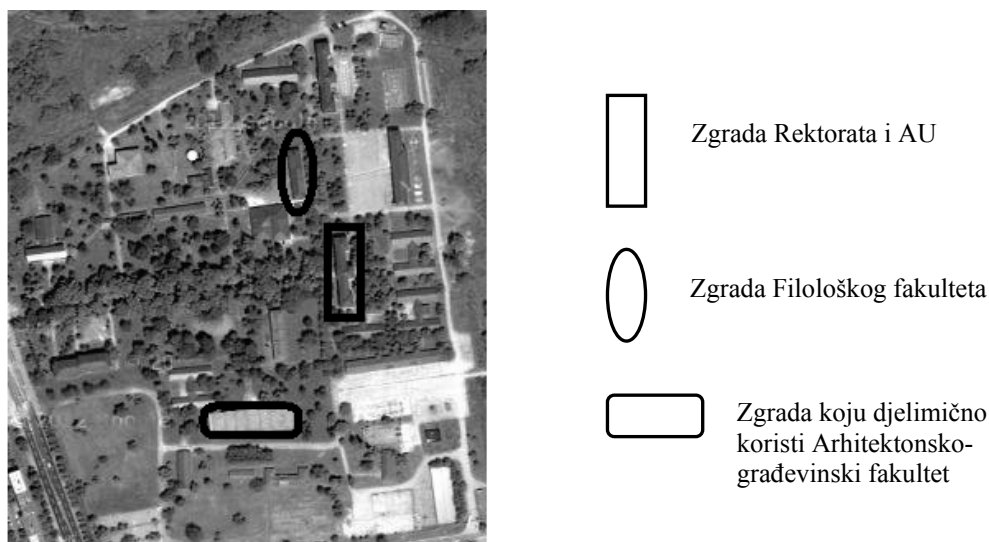 Zgrada Rektorata i AU
Zgrada Filološkog fakulteta
Zgrada koju djelimično
koristi Arhitektonsko-
građevinski fakultet